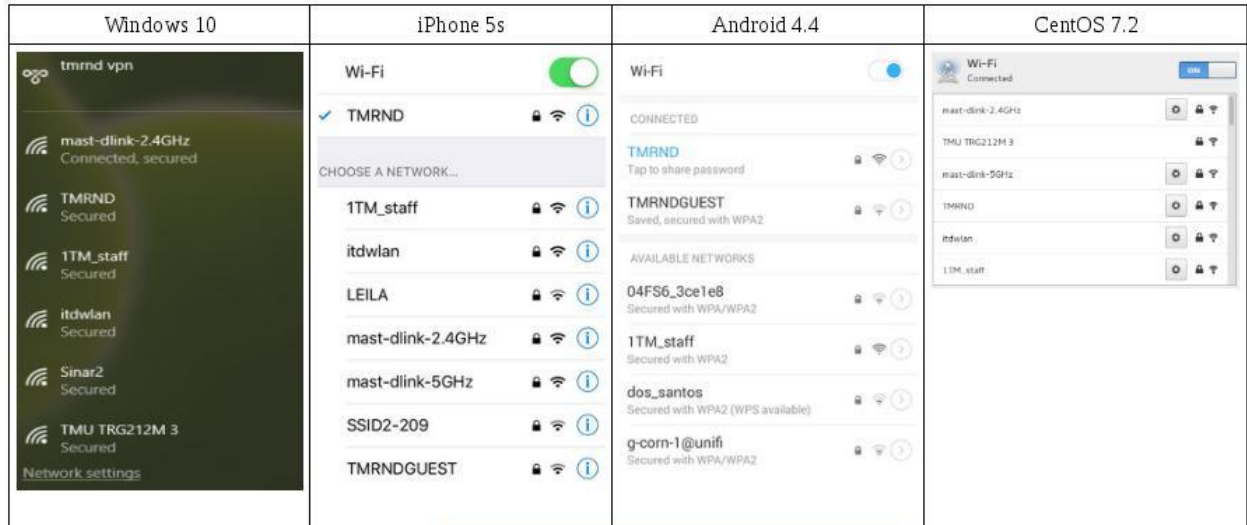 Windows 10
iPhone 5s
Android 4.4
CentOS 7.2
tmrnd vpn
mast-dlink-2.4GHz
Connected, secured
TMRND
Secured
1TM_staff
Secured
itdwlan
Secured
Sinar2
Secured
TMU TRG212M 3
Secured
Network settings
Wi-Fi
TMRND
CHOOSE A NETWORK...
1TM_staff
itdwlan
LEILA
mast-dlink-2.4GHz
mast-dlink-5GHz
SSID2-209
TMRNDGUEST
Wi-Fi
CONNECTED
TMRND
Tap to share password
TMRNDGUEST
Saved, secured with WPA2
AVAILABLE NETWORKS
04FS6_3ce1e8
Secured with WPA/WPA2
1TM_staff
Secured with WPA2
dos_santos
Secured with WPA2 (WPS available)
g-corn-1@unifi
Secured with WPA/WPA2
Wi-Fi
Connected
ON
mast-dlink-2.4GHz
TMU TRG212M 3
mast-dlink-5GHz
TMRND
itdwlan
1TM_staff